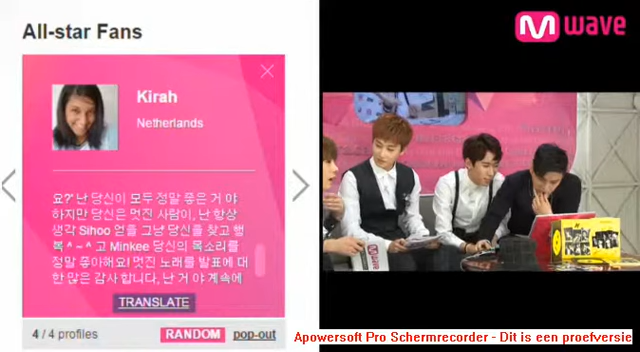 All-star Fans
M wave
Kirah
Netherlands
요?" 난 당신이 모두 정말 좋은 거 야
하지만 당신은 멋진 사람이, 난 항상
생각 Sihoo 얻을 그냥 당신을 찾고 행
복 ^ ~ ^ 고 Minkee 당신의 목소리를
정말 좋아해요! 멋진 노래를 발표에 대
한 많은 감사 합니다, 난 거 야 계속에
TRANSLATE
4 / 4 profiles
RANDOM
pop-out
Apowersoft Pro Schermrecorder - Dit is een proefversie